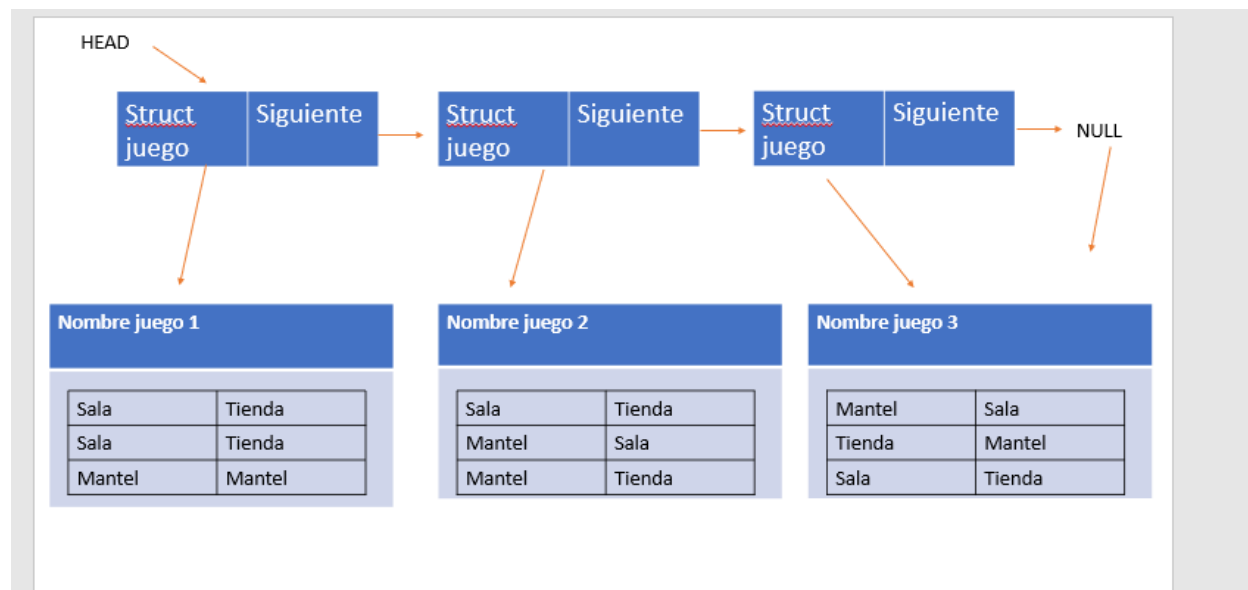 HEAD
Struct juego
Siguiente
Struct juego
Siguiente
Struct juego
Siguiente
NULL
Nombre juego 1
Sala Tienda
Sala Tienda
Mantel Mantel
Nombre juego 2
Sala Tienda
Mantel Sala
Mantel Tienda
Nombre juego 3
Mantel Sala
Tienda Mantel
Sala Tienda